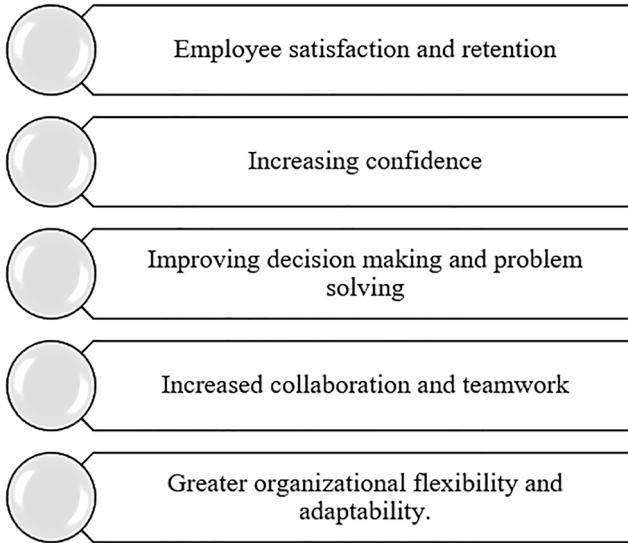 Employee satisfaction and retention
Increasing confidence
Improving decision making and problem
solving
Increased collaboration and teamwork
Greater organizational flexibility and
adaptability.